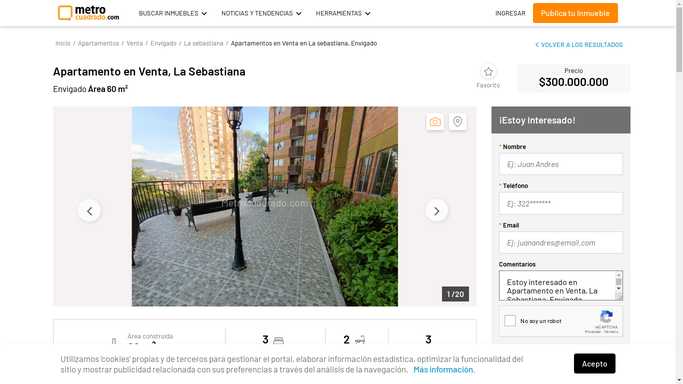 metro
cuadrado.com
BUSCAR INMUEBLES
NOTICIAS Y TENDENCIAS
HERRAMIENTAS
INGRESAR
Publica tu Inmueble
Inicio / Apartamentos / Venta / Envigado / La sebastiana / Apartamentos en Venta en La sebastiana, Envigado
VOLVER A LOS RESULTADOS
Apartamento en Venta, La Sebastiana
Envigado Área 60 m²
Favorito
Precio
$300.000.000
Metrocuadrado.com
1 / 20
¡Estoy Interesado!
* Nombre
Ej: Juan Andres
* Teléfono
Ej: 322*******
* Email
Ej: juanandres@email.com
Comentarios
Estoy interesado en
Apartamento en Venta, La
Sebastiana, Envigado
No soy un robot
reCAPTCHA
Privacidad - Términos
Área construida
3
2
3
Utilizamos 'cookies' propias y de terceros para gestionar el portal, elaborar información estadística, optimizar la funcionalidad del
sitio y mostrar publicidad relacionada con sus preferencias a través del análisis de la navegación. Más información.
Acepto